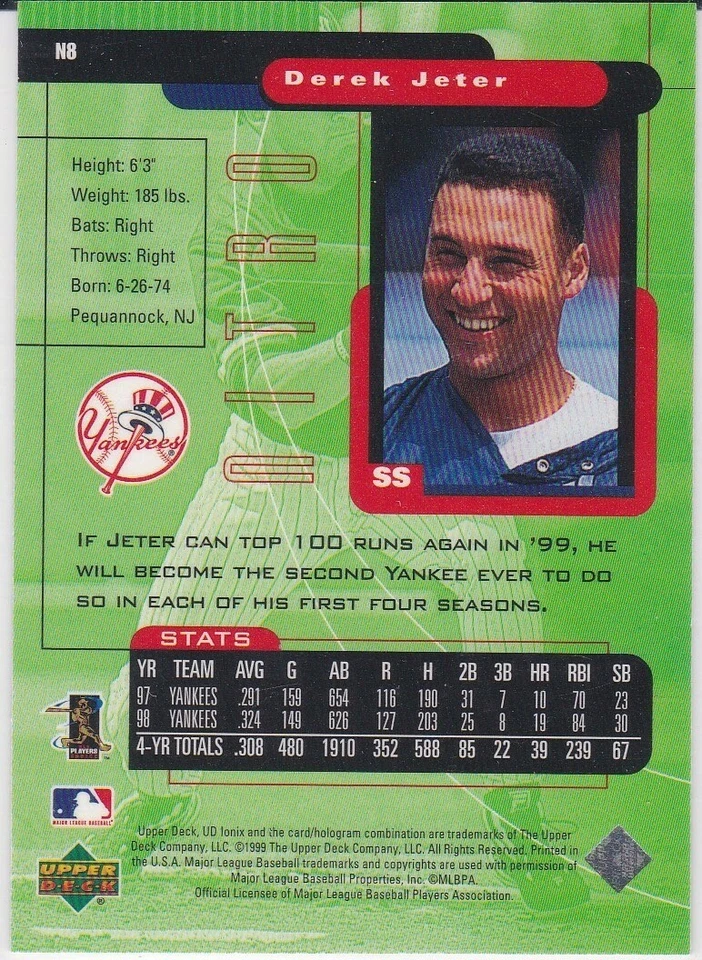 N8
Derek Jeter
Height: 6'3"
Weight: 185 lbs.
Bats: Right
Throws: Right
Born: 6-26-74
Pequannock, NJ
NITRO
Yankees®
SS
IF JETER CAN TOP 100 RUNS AGAIN IN '99, HE
WILL BECOME THE SECOND YANKEE EVER TO DO
SO IN EACH OF HIS FIRST FOUR SEASONS.
STATS
YR TEAM AVG G AB R H 2B 3B HR RBI SB
97 YANKEES .291 159 654 116 190 31 7 10 70 23
98 YANKEES .324 149 626 127 203 25 8 19 84 30
4-YR TOTALS .308 480 1910 352 588 85 22 39 239 67
PLAYERS
CHOICE
™
MAJOR LEAGUE BASEBALL®
Upper Deck, UD Ionix and the card/hologram combination are trademarks of The Upper
Deck Company, LLC. ©1999 The Upper Deck Company, LLC. All Rights Reserved. Printed in
the U.S.A. Major League Baseball trademarks and copyrights are used with permission of
Major League Baseball Properties, Inc. ©MLBPA.
Official Licensee of Major League Baseball Players Association.
UPPER
DECK
®